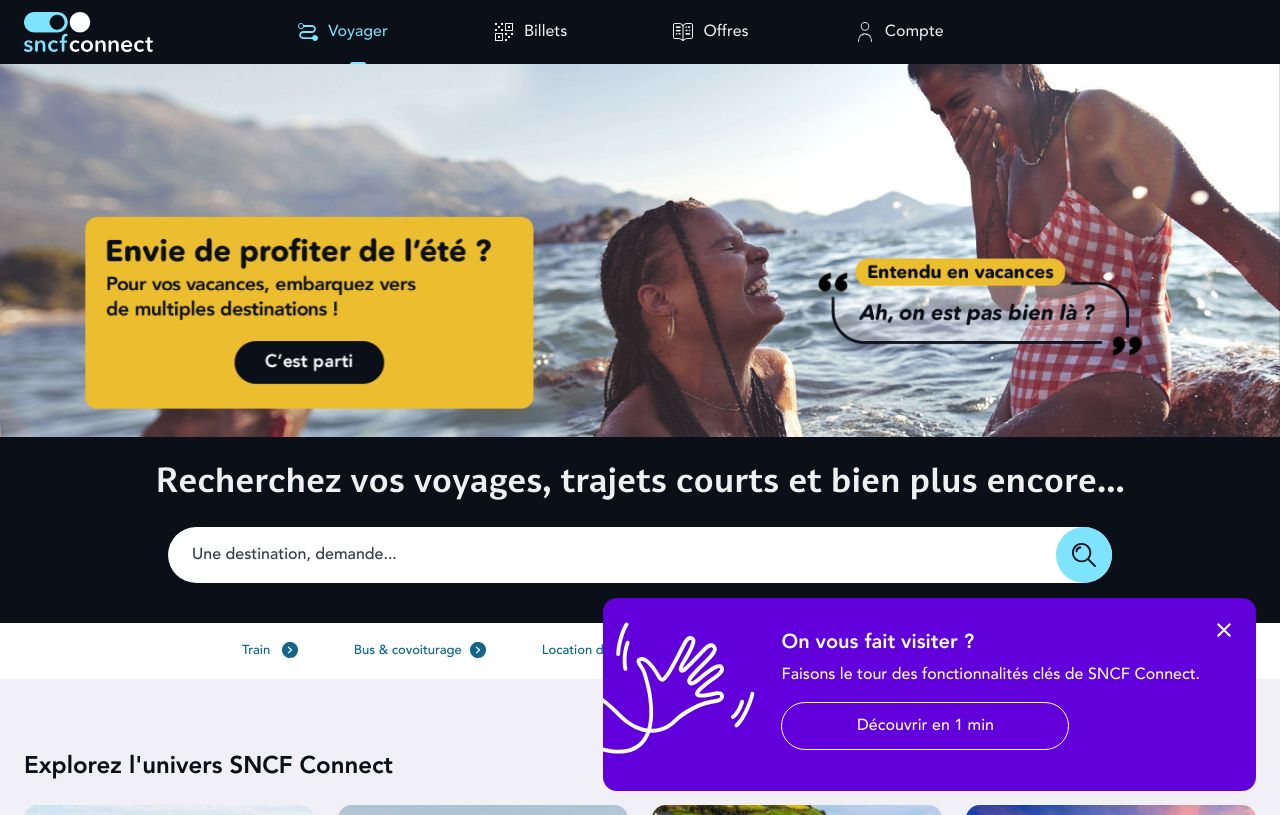 sncfconnect
Voyager
Billets
Offres
Compte
Envie de profiter de l’été ?
Pour vos vacances, embarquez vers
de multiples destinations !
C’est parti
Entendu en vacances
“ Ah, on est pas bien là ? ”
Recherchez vos voyages, trajets courts et bien plus encore...
Une destination, demande...
Train
Bus & covoiturage
Location d
On vous fait visiter ?
Faisons le tour des fonctionnalités clés de SNCF Connect.
Découvrir en 1 min
Explorez l'univers SNCF Connect